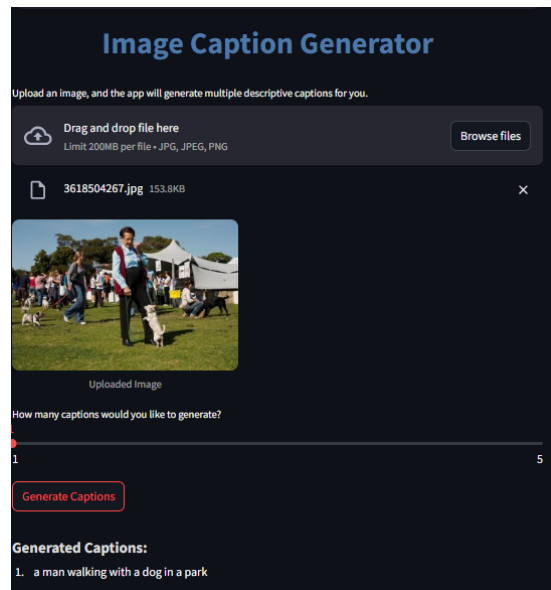 Image Caption Generator
Upload an image, and the app will generate multiple descriptive captions for you.
Drag and drop file here
Limit 200MB per file • JPG, JPEG, PNG
Browse files
3618504267.jpg 153.8KB
Uploaded Image
How many captions would you like to generate?
1
5
Generate Captions
Generated Captions:
1. a man walking with a dog in a park